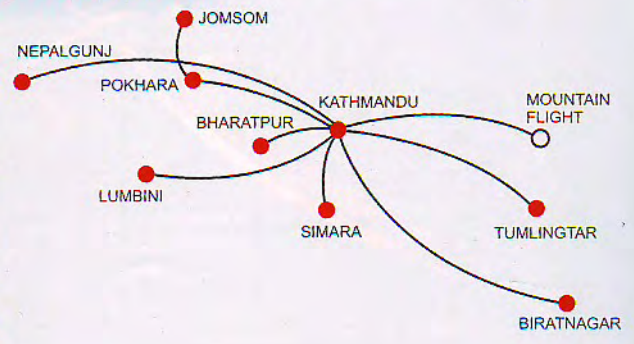 JOMSOM
NEPALGUNJ
POKHARA
KATHMANDU
MOUNTAIN
FLIGHT
BHARATPUR
LUMBINI
SIMARA
TUMLINGTAR
BIRATNAGAR